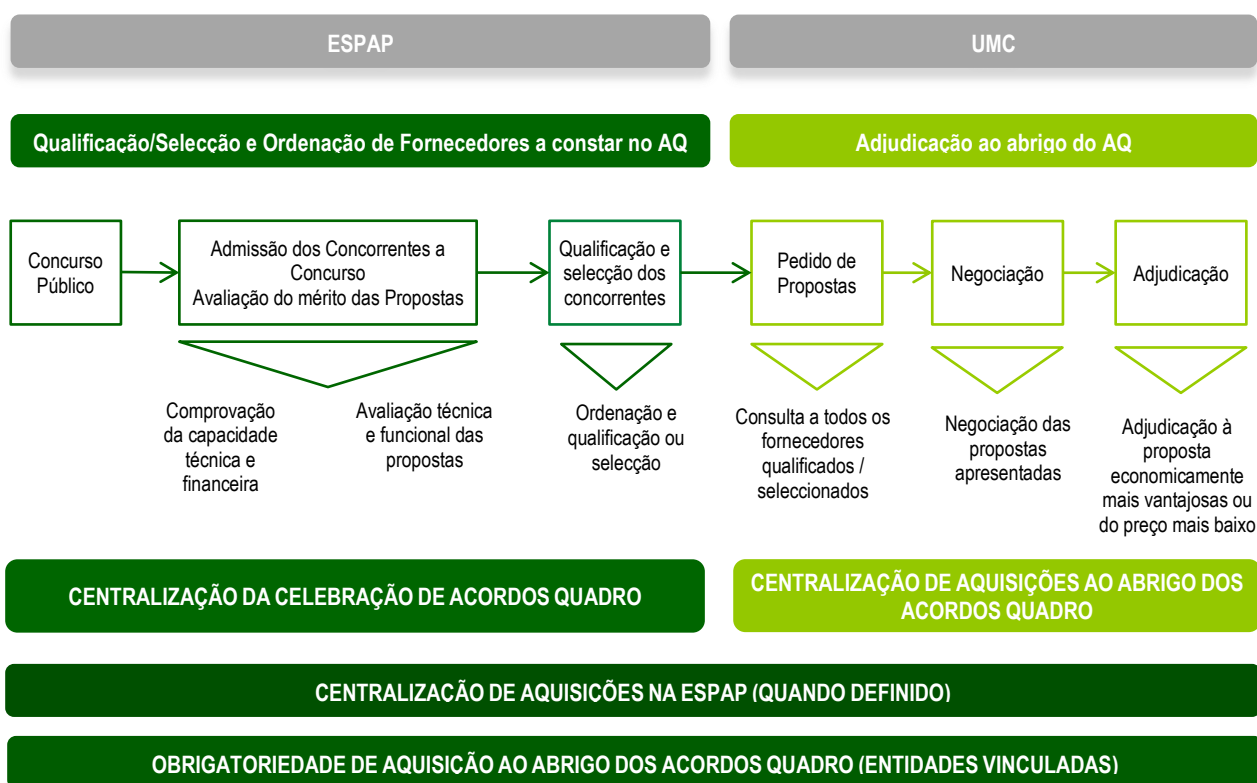 ESPAP
UMC
Qualificação/Selecção e Ordenação de Fornecedores a constar no AQ
Adjudicação ao abrigo do AQ
Concurso
Público
Admissão dos Concorrentes a
Concurso
Avaliação do mérito das Propostas
Qualificação e
selecção dos
concorrentes
Pedido de
Propostas
Negociação
Adjudicação
Comprovação
da capacidade
técnica e
financeira
Avaliação técnica
e funcional das
propostas
Ordenação e
qualificação ou
selecção
Consulta a todos os
fornecedores
qualificados /
seleccionados
Negociação das
propostas
apresentadas
Adjudicação à
proposta
economicamente
mais vantajosas ou
do preço mais baixo
CENTRALIZAÇÃO DA CELEBRAÇÃO DE ACORDOS QUADRO
CENTRALIZAÇÃO DE AQUISIÇÕES AO ABRIGO DOS
ACORDOS QUADRO
CENTRALIZAÇÃO DE AQUISICÕES NA ESPAP (QUANDO DEFINIDO)
OBRIGATORIEDADE DE AQUISIÇÃO AO ABRIGO DOS ACORDOS QUADRO (ENTIDADES VINCULADAS)